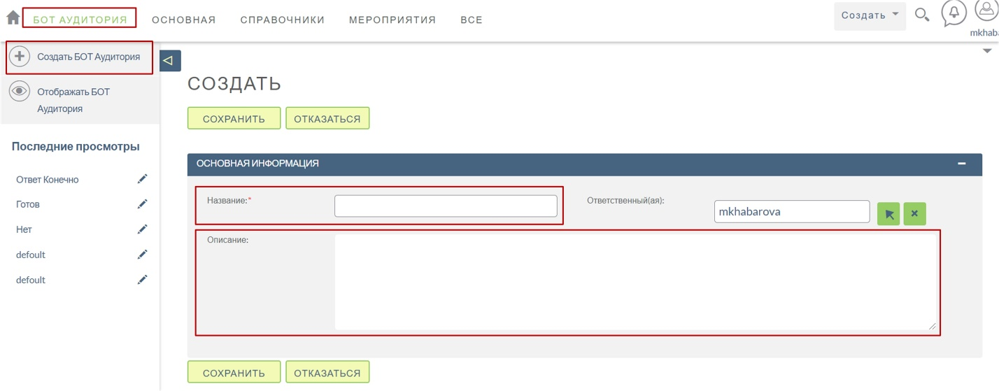 БОТ АУДИТОРИЯ ОСНОВНАЯ СПРАВОЧНИКИ МЕРОПРИЯТИЯ ВСЕ Создать
mkhaba
Создать БОТ Аудитория
Отображать БОТ
Аудитория
Последние просмотры
Ответ Конечно
Готов
Нет
defoult
defoult
СОЗДАТЬ
СОХРАНИТЬ ОТКАЗАТЬСЯ
ОСНОВНАЯ ИНФОРМАЦИЯ
Название:* Ответственный(ая): mkhabarova
Описание:
СОХРАНИТЬ ОТКАЗАТЬСЯ